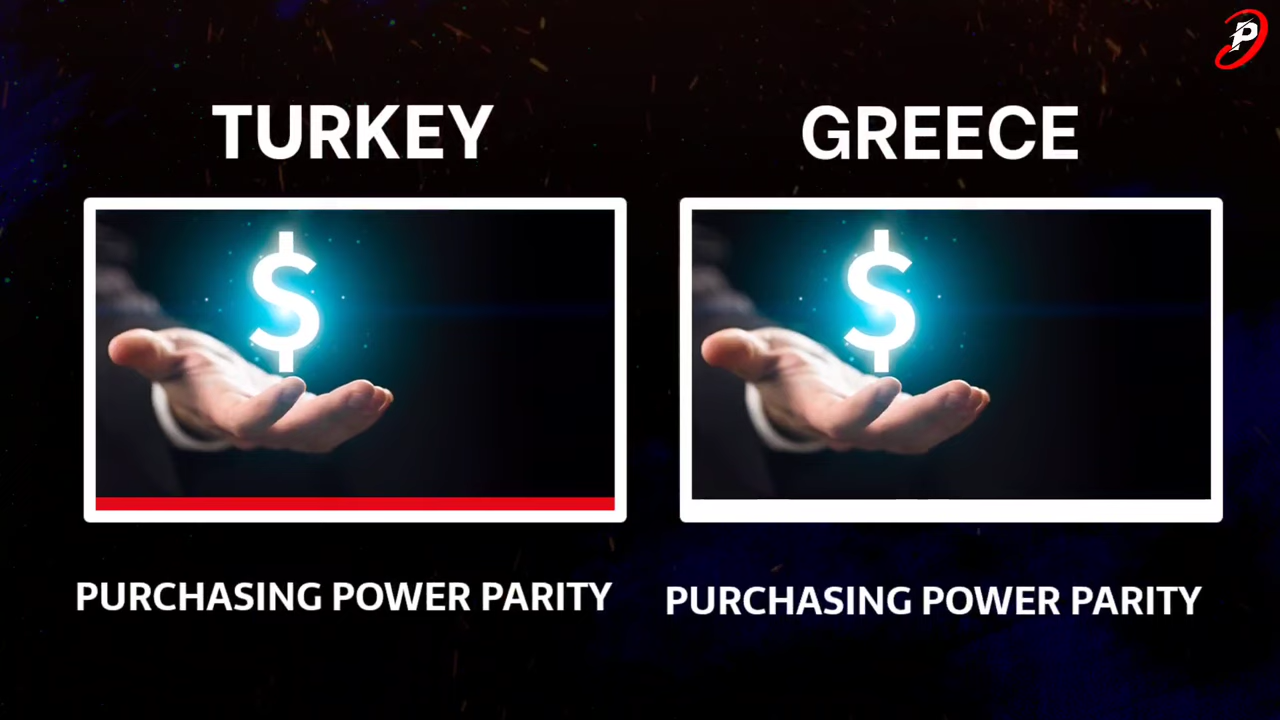 TURKEY
GREECE
$
$
PURCHASING POWER PARITY
PURCHASING POWER PARITY
P